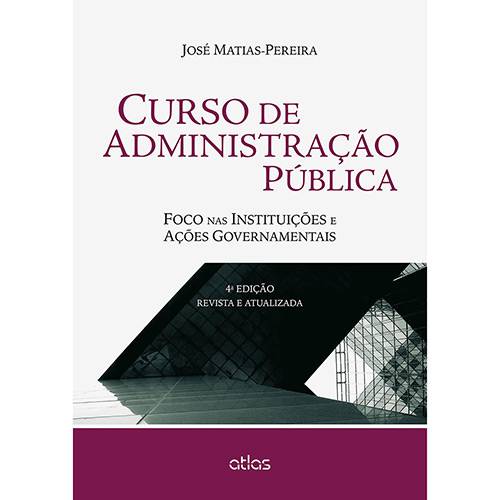 José Matias-Pereira
Curso de
Administração
Pública
Foco nas Instituições e
Ações Governamentais
4ª Edição
Revista e Atualizada
atlas